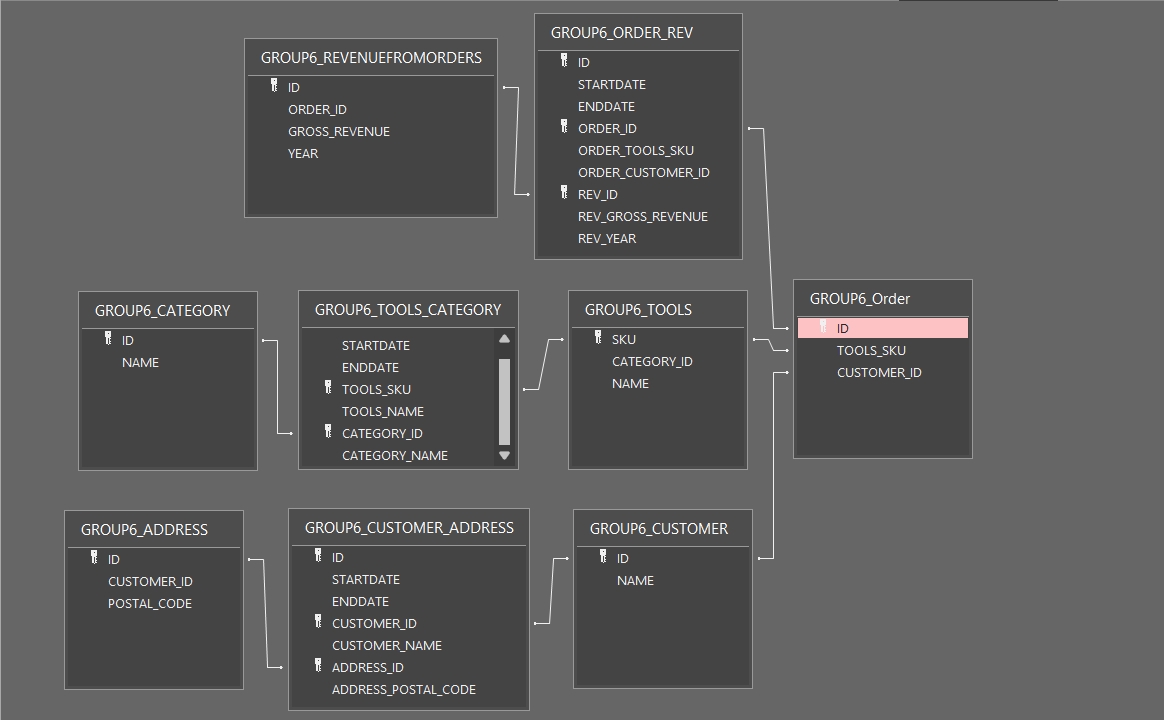 GROUP6_REVENUEFROMORDERS
ID
ORDER_ID
GROSS_REVENUE
YEAR
GROUP6_ORDER_REV
ID
STARTDATE
ENDDATE
ORDER_ID
ORDER_TOOLS_SKU
ORDER_CUSTOMER_ID
REV_ID
REV_GROSS_REVENUE
REV_YEAR
GROUP6_CATEGORY
ID
NAME
GROUP6_TOOLS_CATEGORY
STARTDATE
ENDDATE
TOOLS_SKU
TOOLS_NAME
CATEGORY_ID
CATEGORY_NAME
GROUP6_TOOLS
SKU
CATEGORY_ID
NAME
GROUP6_Order
ID
TOOLS_SKU
CUSTOMER_ID
GROUP6_ADDRESS
ID
CUSTOMER_ID
POSTAL_CODE
GROUP6_CUSTOMER_ADDRESS
ID
STARTDATE
ENDDATE
CUSTOMER_ID
CUSTOMER_NAME
ADDRESS_ID
ADDRESS_POSTAL_CODE
GROUP6_CUSTOMER
ID
NAME